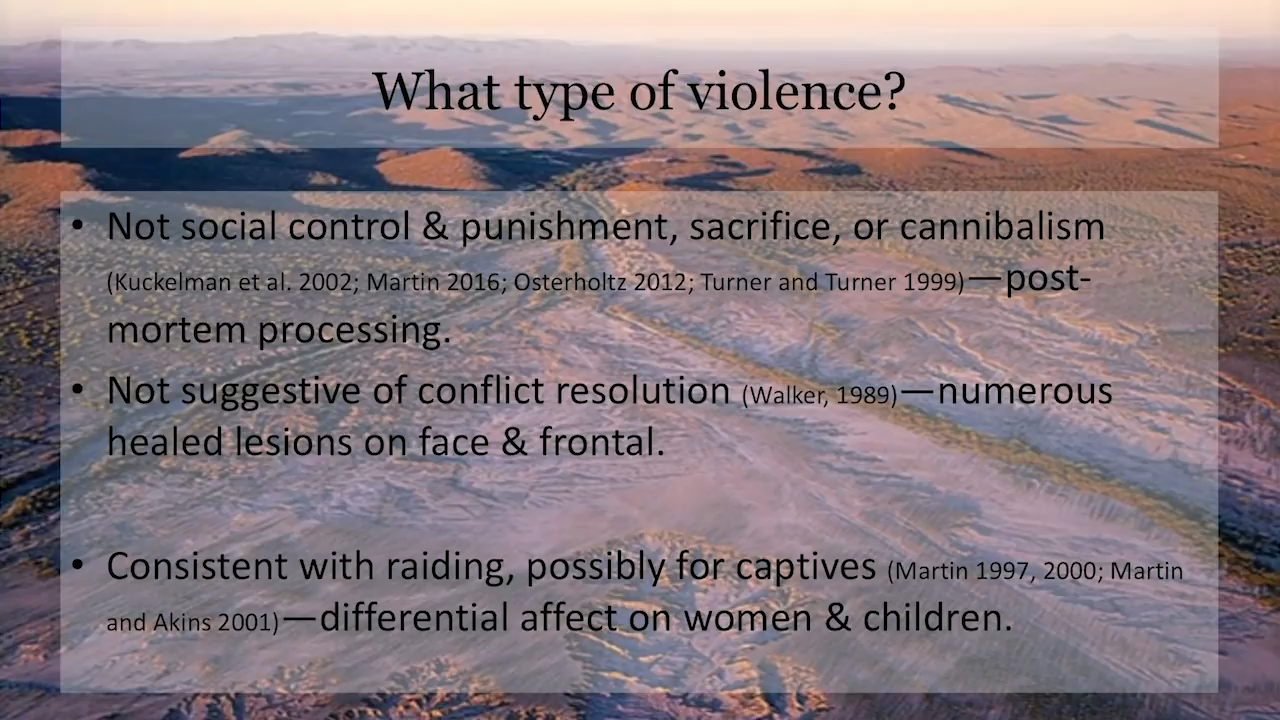 What type of violence?
• Not social control & punishment, sacrifice, or cannibalism
(Kuckelman et al. 2002; Martin 2016; Osterholtz 2012; Turner and Turner 1999)—post-
mortem processing.
• Not suggestive of conflict resolution (Walker, 1989)—numerous
healed lesions on face & frontal.
• Consistent with raiding, possibly for captives (Martin 1997, 2000; Martin
and Akins 2001)—differential affect on women & children.